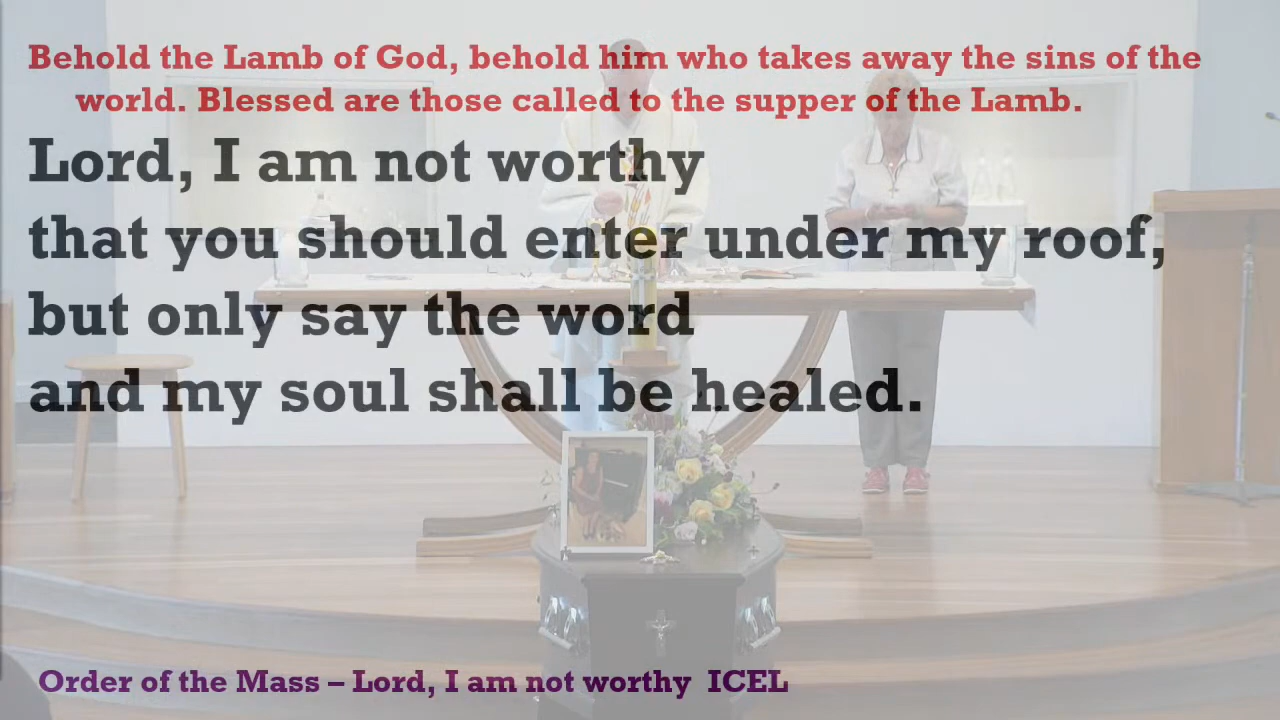 Behold the Lamb of God, behold him who takes away the sins of the
world. Blessed are those called to the supper of the Lamb.
Lord, I am not worthy
that you should enter under my roof,
but only say the word
and my soul shall be healed.
Order of the Mass – Lord, I am not worthy ICEL